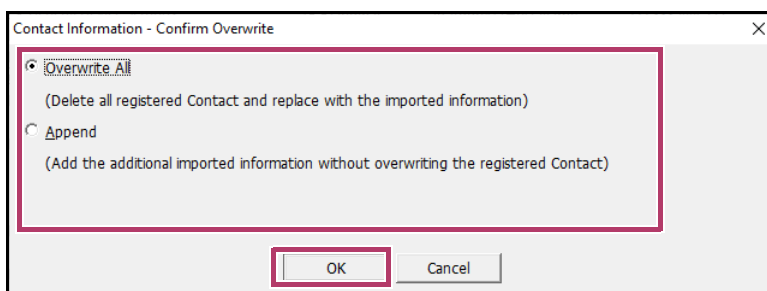 Contact Information - Confirm Overwrite
Overwrite All
(Delete all registered Contact and replace with the imported information)
Append
(Add the additional imported information without overwriting the registered Contact)
OK
Cancel